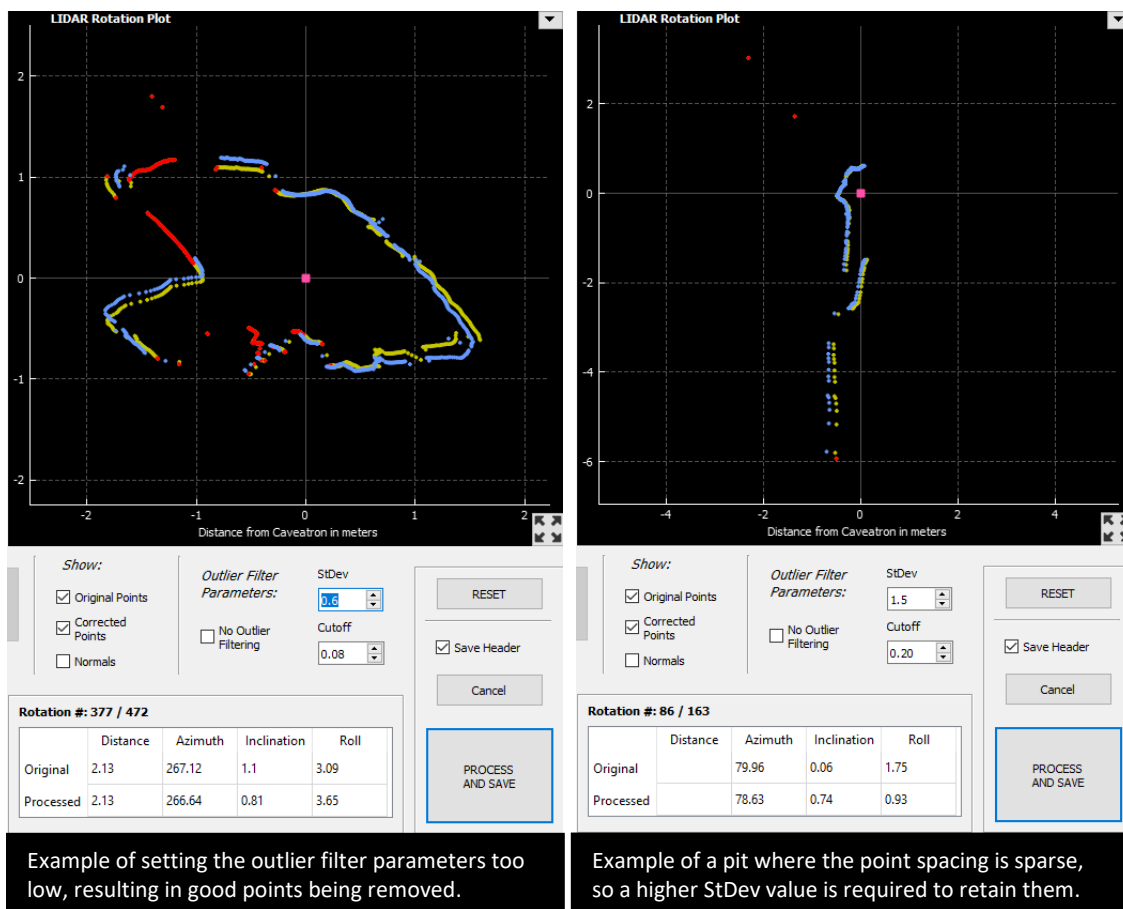 LIDAR Rotation Plot
2
1
0
-1
-2
-2
-1
0
1
2
Distance from Caveatron in meters
Show:
Original Points
Corrected
Points
Normals
Outlier Filter
Parameters:
No Outlier
Filtering
StDev
0.6
Cutoff
0.08
RESET
Save Header
Cancel
Rotation #: 377 / 472
Distance Azimuth Inclination Roll
Original 2.13 267.12 1.1 3.09
Processed 2.13 266.64 0.81 3.65
PROCESS
AND SAVE
Example of setting the outlier filter parameters too
low, resulting in good points being removed.
LIDAR Rotation Plot
2
0
-2
-4
-6
-4
-2
0
2
4
Distance from Caveatron in meters
Show:
Original Points
Corrected
Points
Normals
Outlier Filter
Parameters:
No Outlier
Filtering
StDev
1.5
Cutoff
0.20
RESET
Save Header
Cancel
Rotation #: 86 / 163
Distance Azimuth Inclination Roll
Original 79.96 0.06 1.75
Processed 78.63 0.74 0.93
PROCESS
AND SAVE
Example of a pit where the point spacing is sparse,
so a higher StDev value is required to retain them.